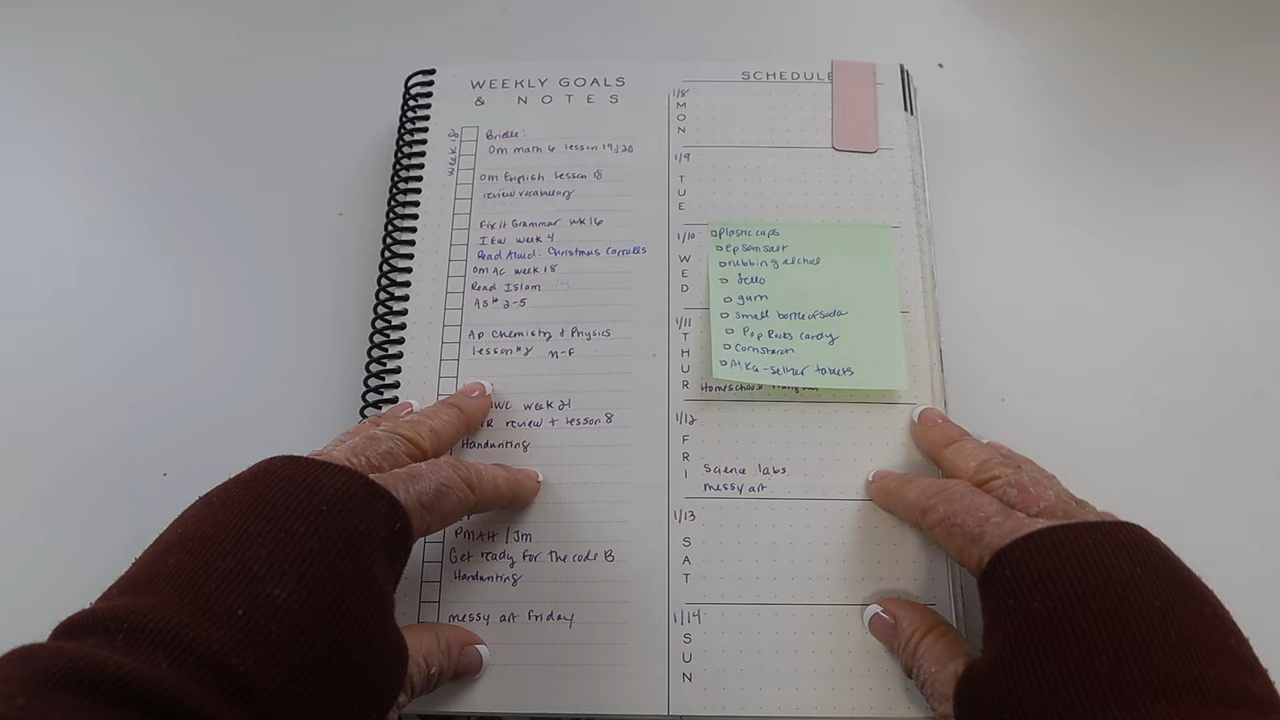 WEEKLY GOALS
& NOTES
week 18
Brielle:
Om math 6 lesson 19&20
Om English lesson 18
review vocabulary
Fix It Grammar wk 16
IEW week 4
Read Aloud: Christmas Carrolls
Om AC week 18
Read Islam
AS# 2-5
Ap Chemistry & Physics
lesson #2 m-f
week 21
review + lesson 8
Handwriting
PMAH / Jm
Get ready for the code B
Handwriting
messy art Friday
SCHEDULE
1/8
MON
1/9
TUE
1/10
WED
plastic cups
epsom salt
rubbing alchol
Jello
gum
small bottle of soda
Pop Rocks candy
Cornstarch
Alka-seltzer tablets
1/11
THUR
Homeschool
1/12
FRI
Science labs
messy art
1/13
SAT
1/14
SUN